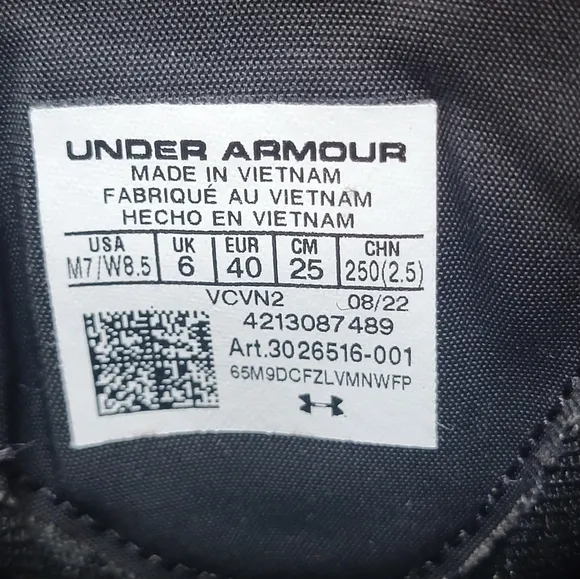 UNDER ARMOUR
MADE IN VIETNAM
FABRIQUÉ AU VIETNAM
HECHO EN VIETNAM
USA UK EUR CM CHN
M7/W8.5 6 40 25 250(2.5)
VCVN2 08/22
4213087489
Art.3026516-001
65M9DCFZLVMNWFP